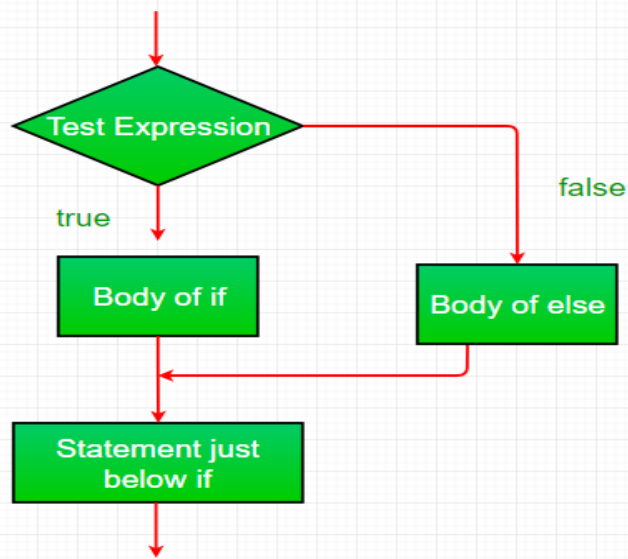 Test Expression
false
true
Body of if
Body of else
Statement just
below if